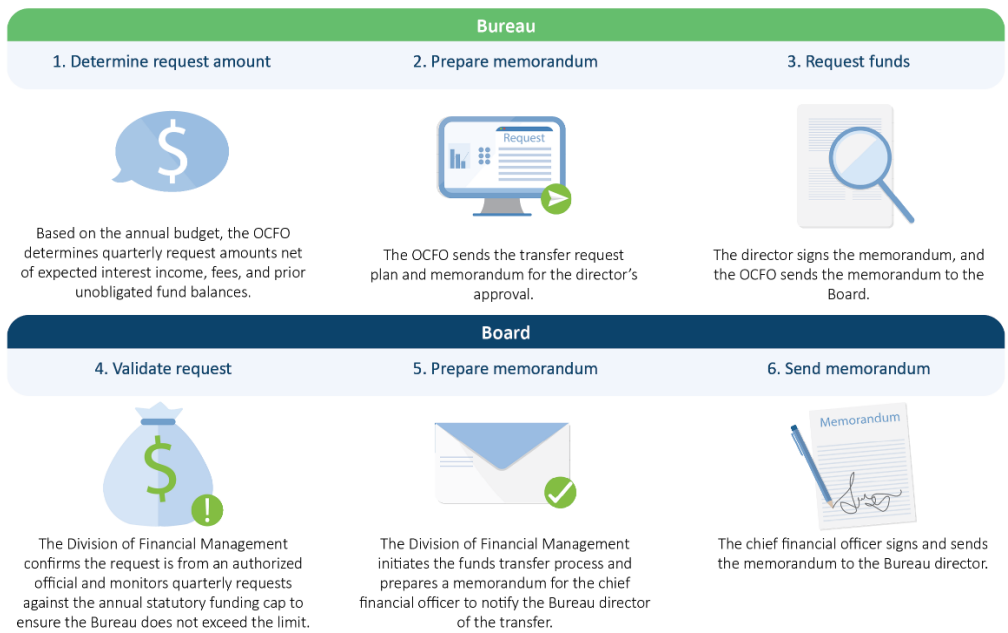 Bureau
1. Determine request amount
2. Prepare memorandum
3. Request funds
$
Request
Based on the annual budget, the OCFO
determines quarterly request amounts net
of expected interest income, fees, and prior
unobligated fund balances.
The OCFO sends the transfer request
plan and memorandum for the director’s
approval.
The director signs the memorandum, and
the OCFO sends the memorandum to the
Board.
Board
4. Validate request
5. Prepare memorandum
6. Send memorandum
$
!
Memorandum
The Division of Financial Management
confirms the request is from an authorized
official and monitors quarterly requests
against the annual statutory funding cap to
ensure the Bureau does not exceed the limit.
The Division of Financial Management
initiates the funds transfer process and
prepares a memorandum for the chief
financial officer to notify the Bureau director
of the transfer.
The chief financial officer signs and sends
the memorandum to the Bureau director.